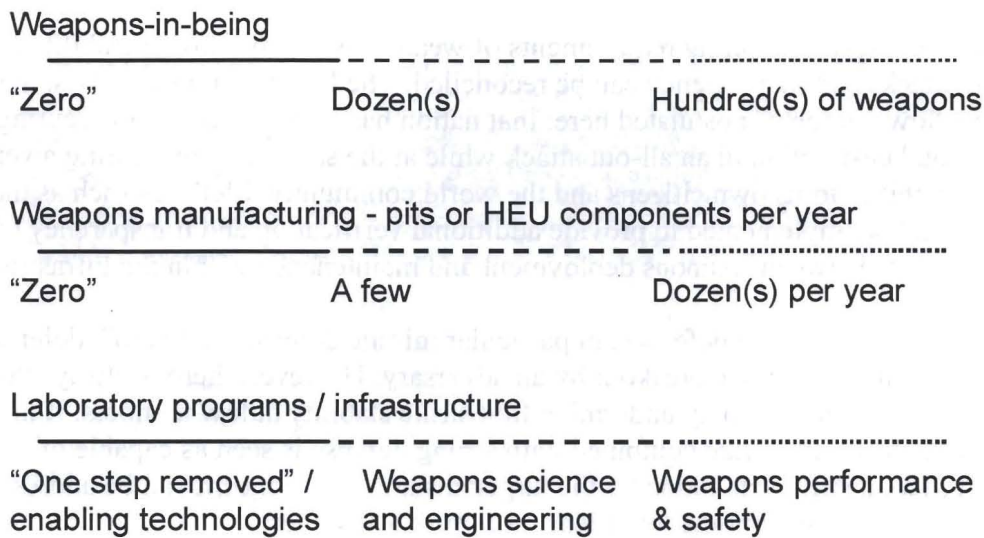 Weapons-in-being
“Zero” Dozen(s) Hundred(s) of weapons
Weapons manufacturing - pits or HEU components per year
“Zero” A few Dozen(s) per year
Laboratory programs / infrastructure
“One step removed” / Weapons science Weapons performance
enabling technologies and engineering & safety